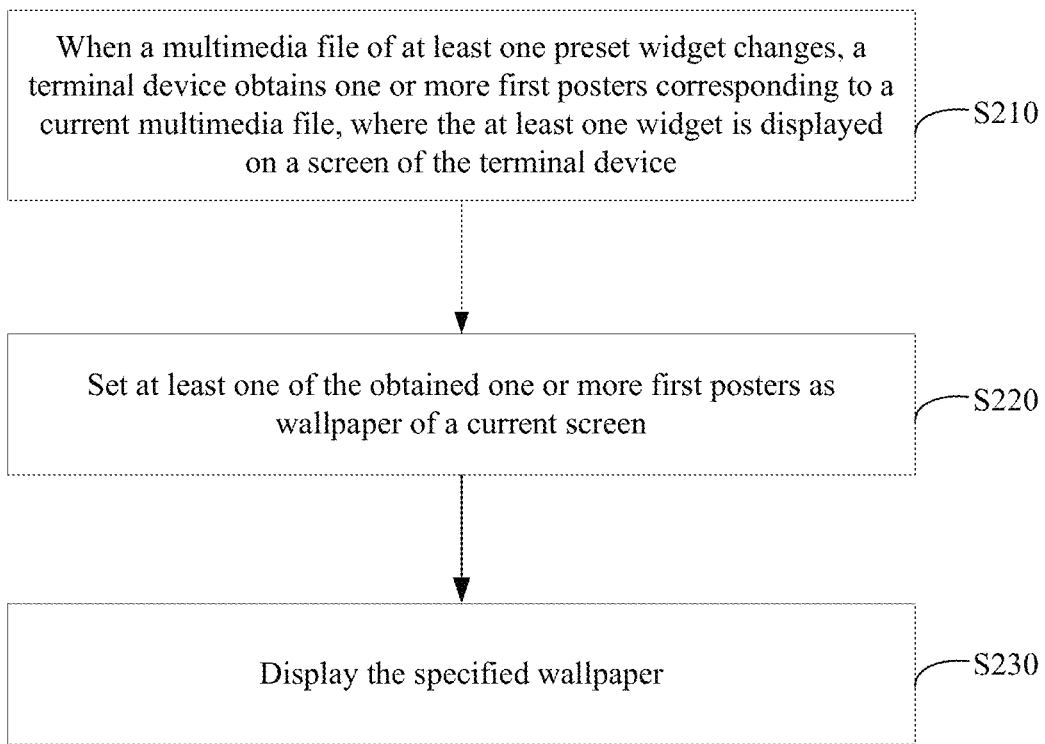 When a multimedia file of at least one preset widget changes, a
terminal device obtains one or more first posters corresponding to a
current multimedia file, where the at least one widget is displayed
on a screen of the terminal device
S210
Set at least one of the obtained one or more first posters as
wallpaper of a current screen
S220
Display the specified wallpaper
S230